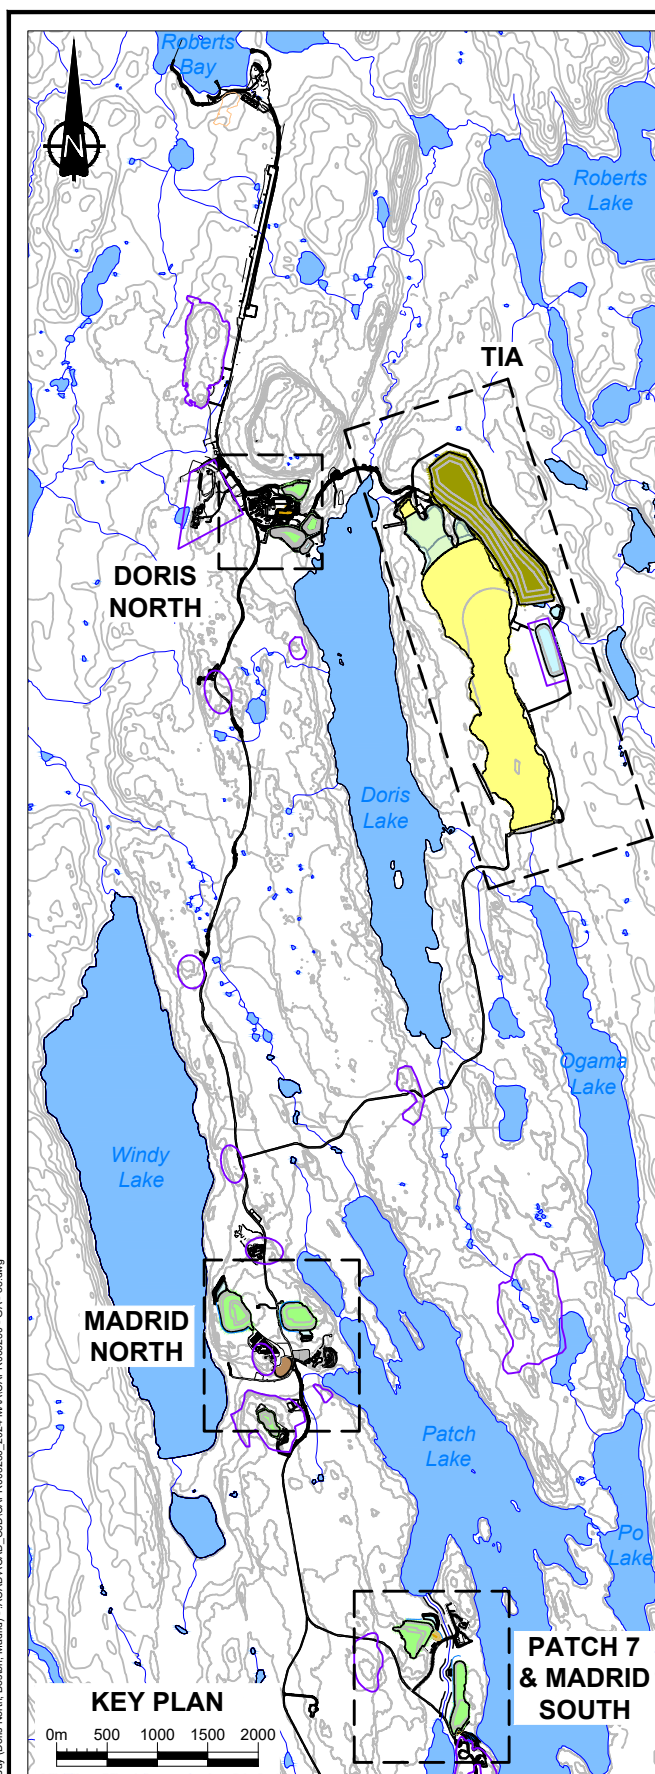 Roberts
Bay
N
Roberts
Lake
TIA
DORIS
NORTH
Doris
Lake
Ogama
Lake
Windy
Lake
MADRID
NORTH
Patch
Lake
Po
Lake
PATCH 7
& MADRID
SOUTH
KEY PLAN
0m 500 1000 1500 2000